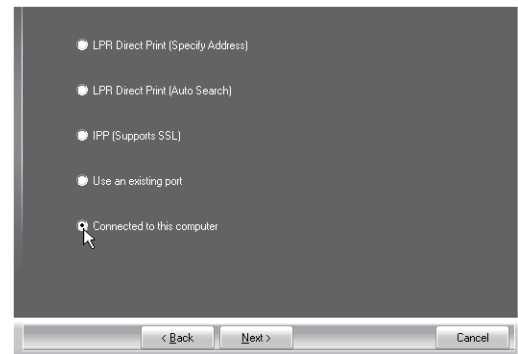 LPR Direct Print (Specify Address)
LPR Direct Print (Auto Search)
IPP (Supports SSL)
Use an existing port
Connected to this computer
< Back Next > Cancel